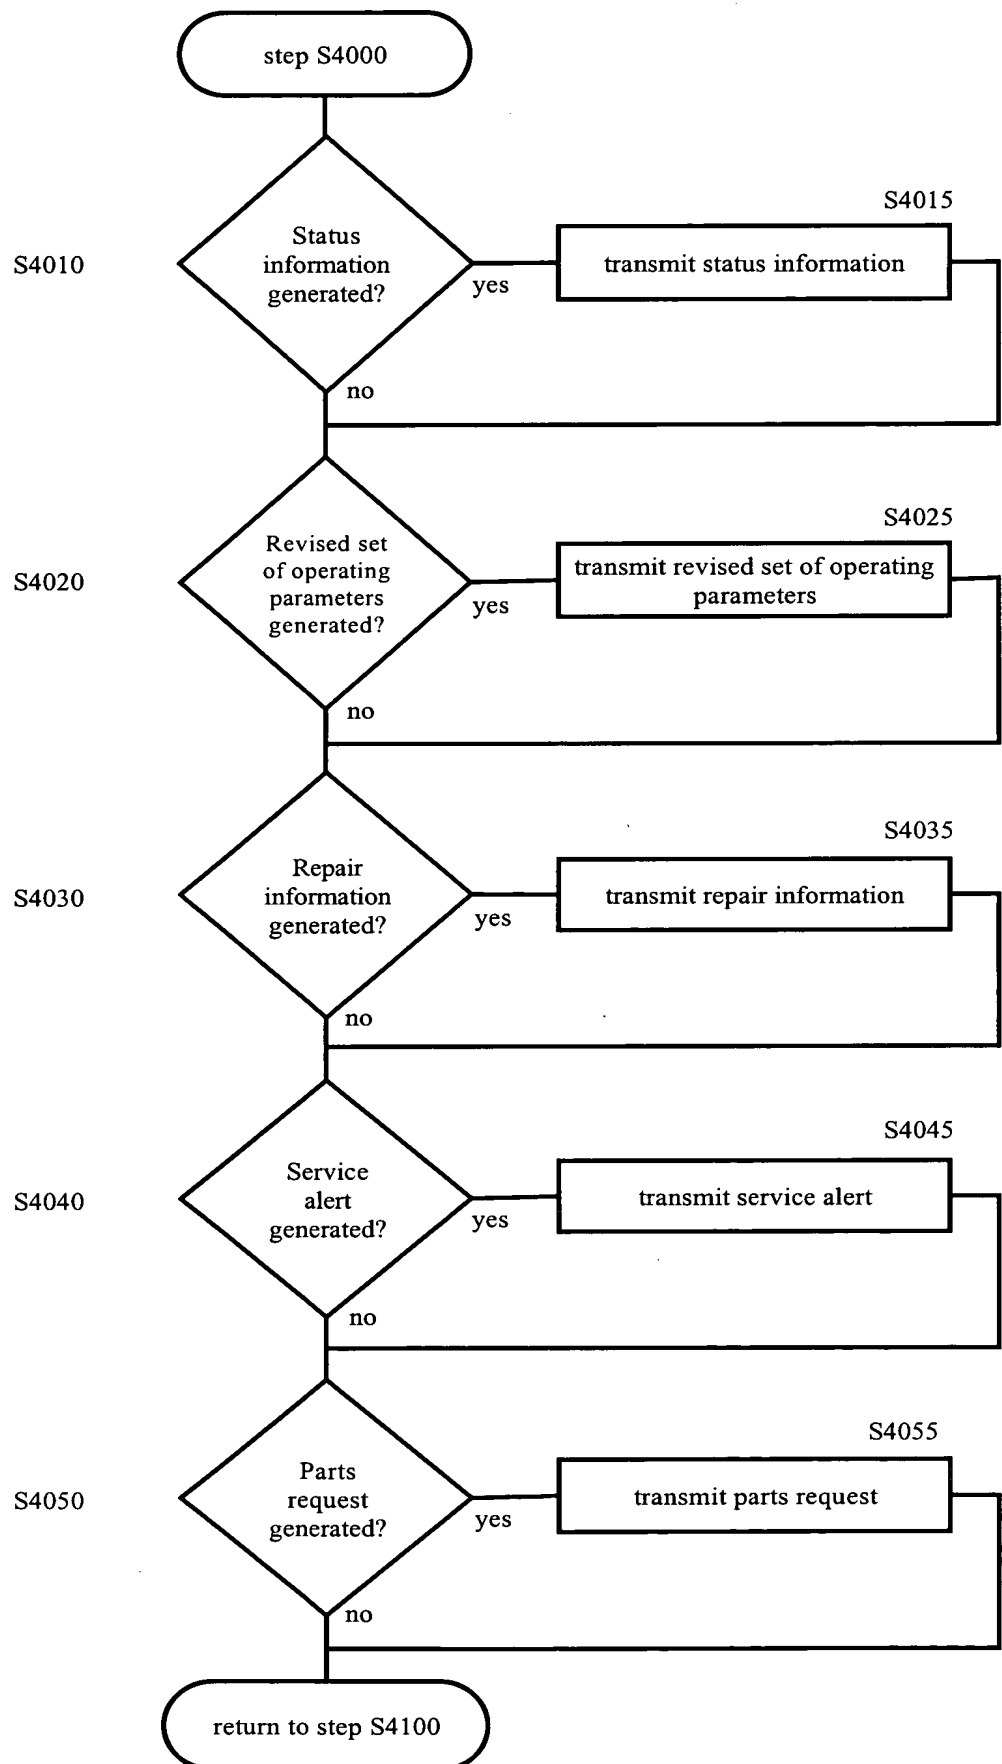 step S4000
S4015
Status
information
generated?
S4010
yes
transmit status information
no
S4025
Revised set
of operating
parameters
generated?
S4020
yes
transmit revised set of operating
parameters
no
S4035
Repair
information
generated?
S4030
yes
transmit repair information
no
S4045
Service
alert
generated?
S4040
yes
transmit service alert
no
S4055
Parts
request
generated?
S4050
yes
transmit parts request
no
return to step S4100